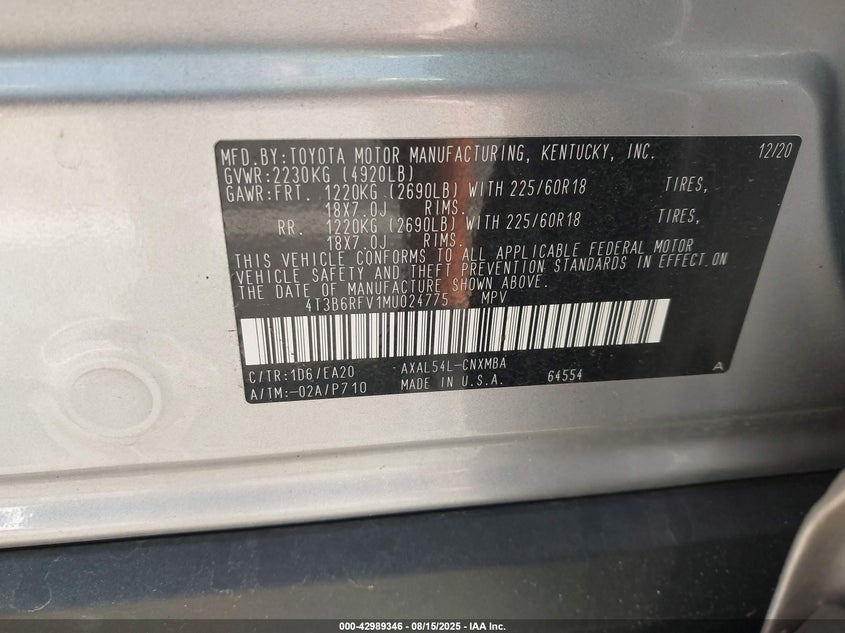 MFD.BY:TOYOTA MOTOR MANUFACTURING, KENTUCKY, INC. 12/20
GVWR:2230KG (4920LB)
GAWR:FRT. 1220KG (2690LB) WITH 225/60R18 TIRES,
18X7.0J RIMS.
RR. 1220KG (2690LB) WITH 225/60R18 TIRES,
18X7.0J RIMS.
THIS VEHICLE CONFORMS TO ALL APPLICABLE FEDERAL MOTOR
VEHICLE SAFETY AND THEFT PREVENTION STANDARDS IN EFFECT ON
THE DATE OF MANUFACTURE SHOWN ABOVE.
4T3B6RFV1MU024775 MPV
C/TR:1D6/EA20 AXAL54L-CNXMBA
A/TM:-02A/P710 MADE IN U.S.A. 64554 A
000-42989346 - 08/15/2025 - IAA Inc.